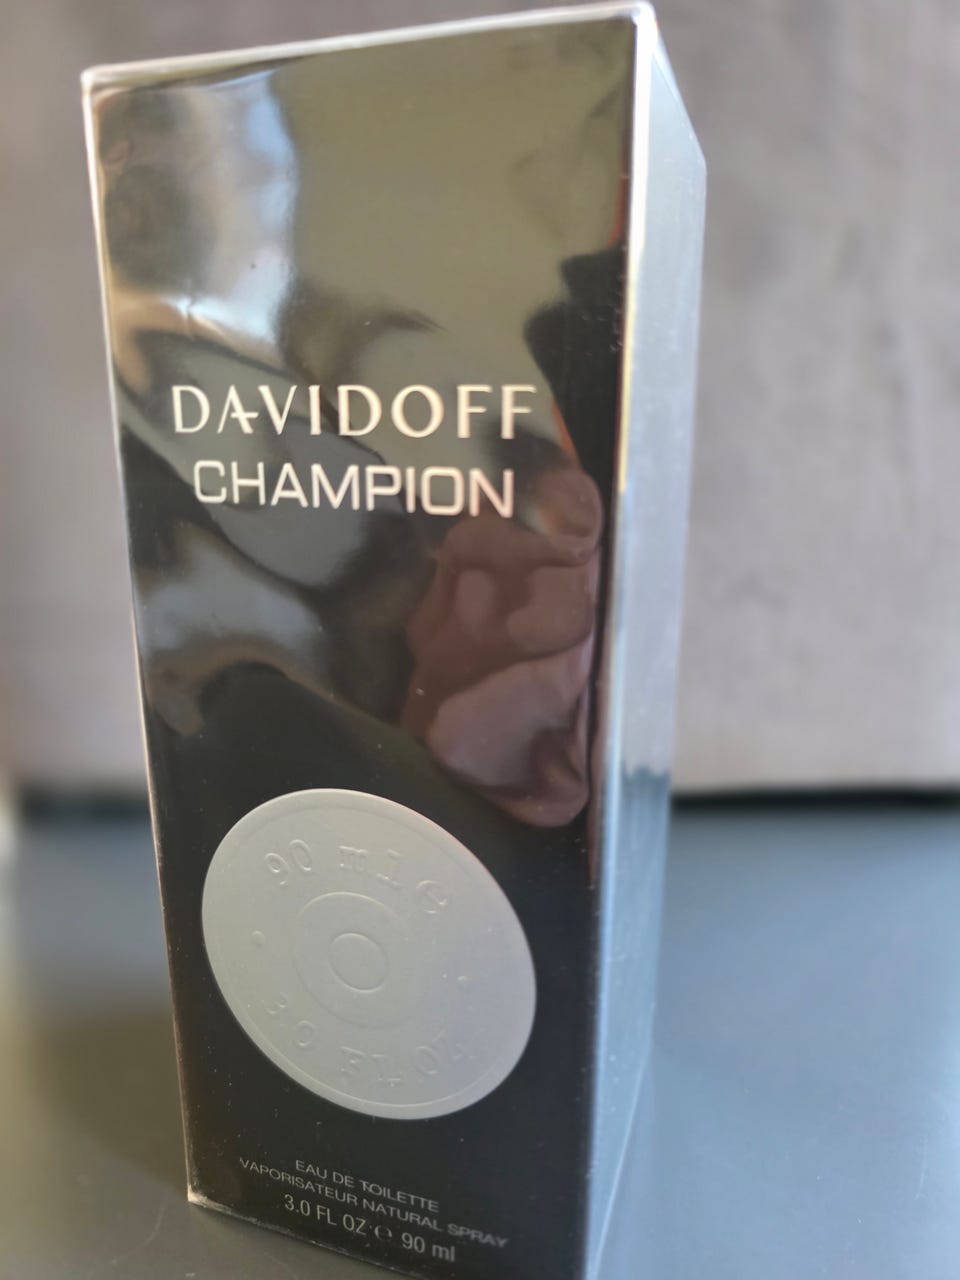 DAVIDOFF
CHAMPION
90 ml e
3.0 FL OZ
EAU DE TOILETTE
VAPORISATEUR NATURAL SPRAY
3.0 FL OZ ℮ 90 ml